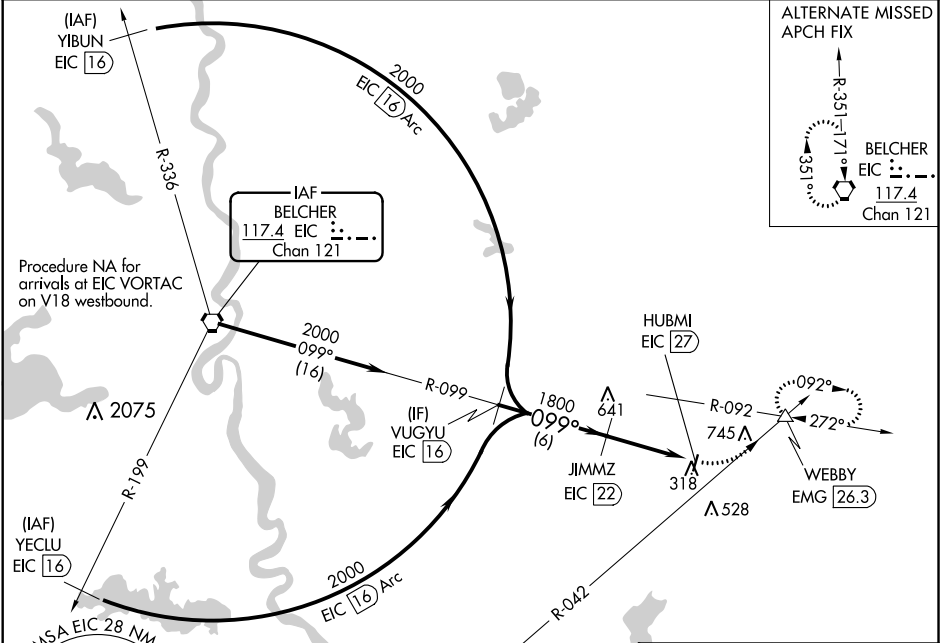 (IAF)
YIBUN
EIC 16
2000
EIC 16 Arc
R-336
IAF
BELCHER
117.4 EIC
Chan 121
Procedure NA for
arrivals at EIC VORTAC
on V18 westbound.
2000
099°
(16)
R-099
(IF)
VUGYU
EIC 16
2075
R-199
(IAF)
YECLU
EIC 16
2000
EIC 16 Arc
MSA EIC 28 NM
1800
099°
(6)
641
JIMMZ
EIC 22
HUBMI
EIC 27
R-092
745
318
528
092°
272°
WEBBY
EMG 26.3
R-042
ALTERNATE MISSED
APCH FIX
R-351
171°
351°
BELCHER
EIC
117.4
Chan 121